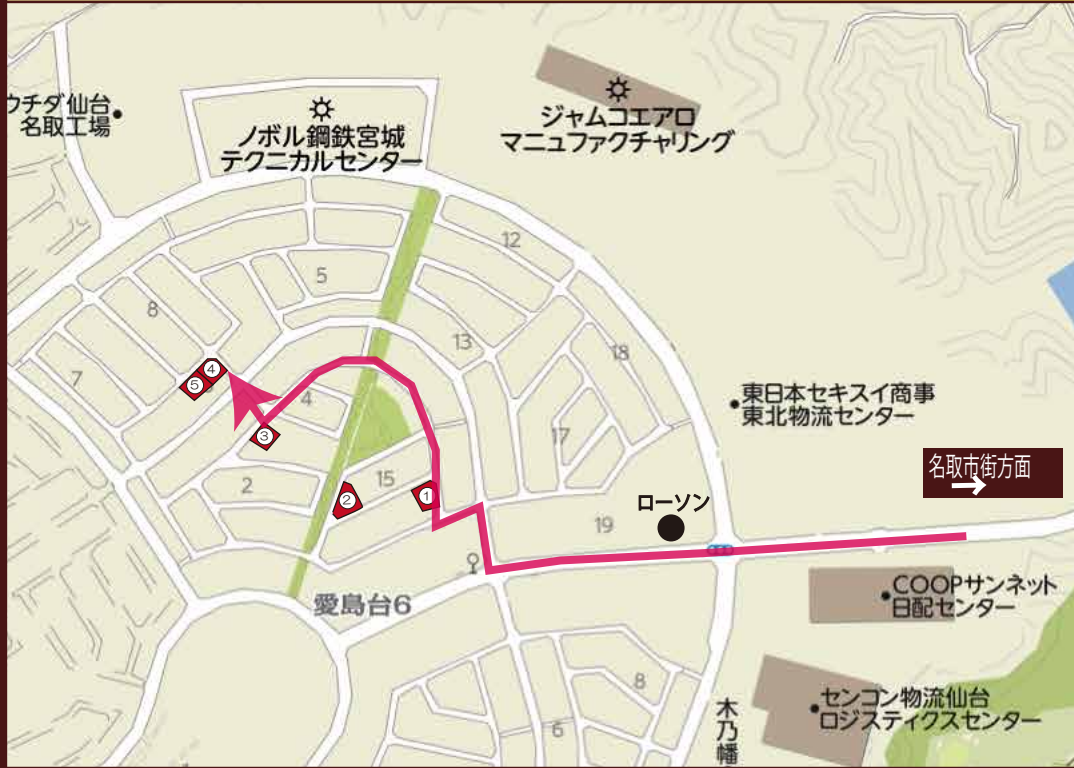 ウチダ仙台
名取工場
ノボル鋼鉄宮城
テクニカルセンター
ジャムコエアロ
マニュファクチャリング
12
5
8
13
18
7
④
⑤
4
③
17
東日本セキスイ商事
東北物流センター
名取市街方面
→
2
15
②
①
ローソン
19
愛島台6
COOPサンネット
日配センター
8
6
木乃幡
センコン物流仙台
ロジスティクスセンター